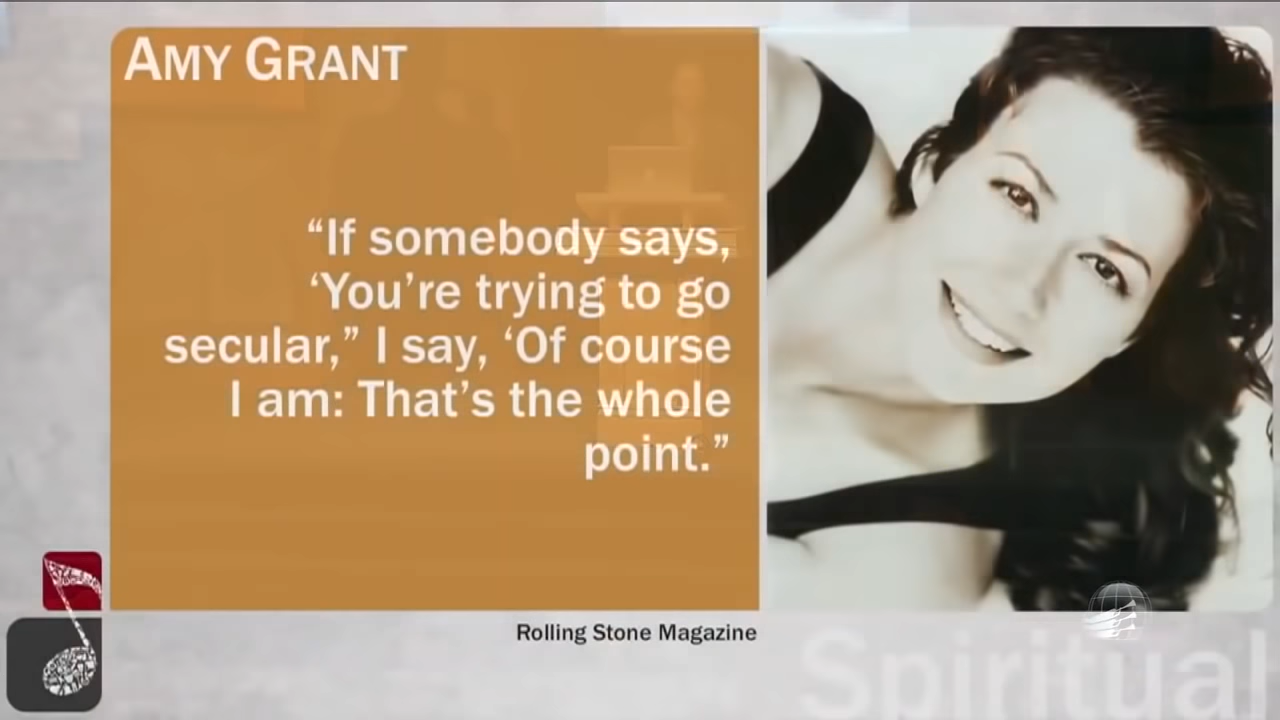 AMY GRANT
“If somebody says,
‘You’re trying to go
secular,” I say, ‘Of course
I am: That’s the whole
point.”
Rolling Stone Magazine
Spiritual